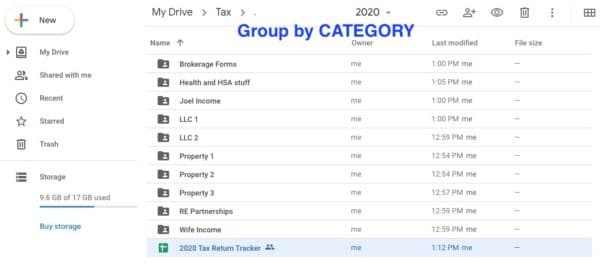 New
My Drive > Tax > . 2020
Group by CATEGORY
Name Owner Last modified File size
My Drive
Shared with me
Recent
Starred
Trash
Storage
9.6 GB of 17 GB used
Buy storage
Brokerage Forms me 1:00 PM me –
Health and HSA stuff me 1:05 PM me –
Joel Income me 1:00 PM me –
LLC 1 me 1:00 PM me –
LLC 2 me 12:59 PM me –
Property 1 me 12:54 PM me –
Property 2 me 12:54 PM me –
Property 3 me 12:57 PM me –
RE Partnerships me 12:59 PM me –
Wife Income me 12:59 PM me –
2020 Tax Return Tracker me 1:12 PM me –